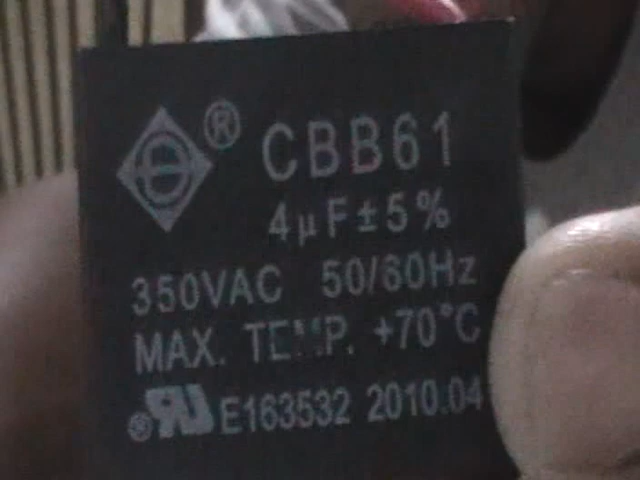 ® CBB61
4µF±5%
350VAC 50/60Hz
MAX. TEMP. +70°C
® E163532 2010.04